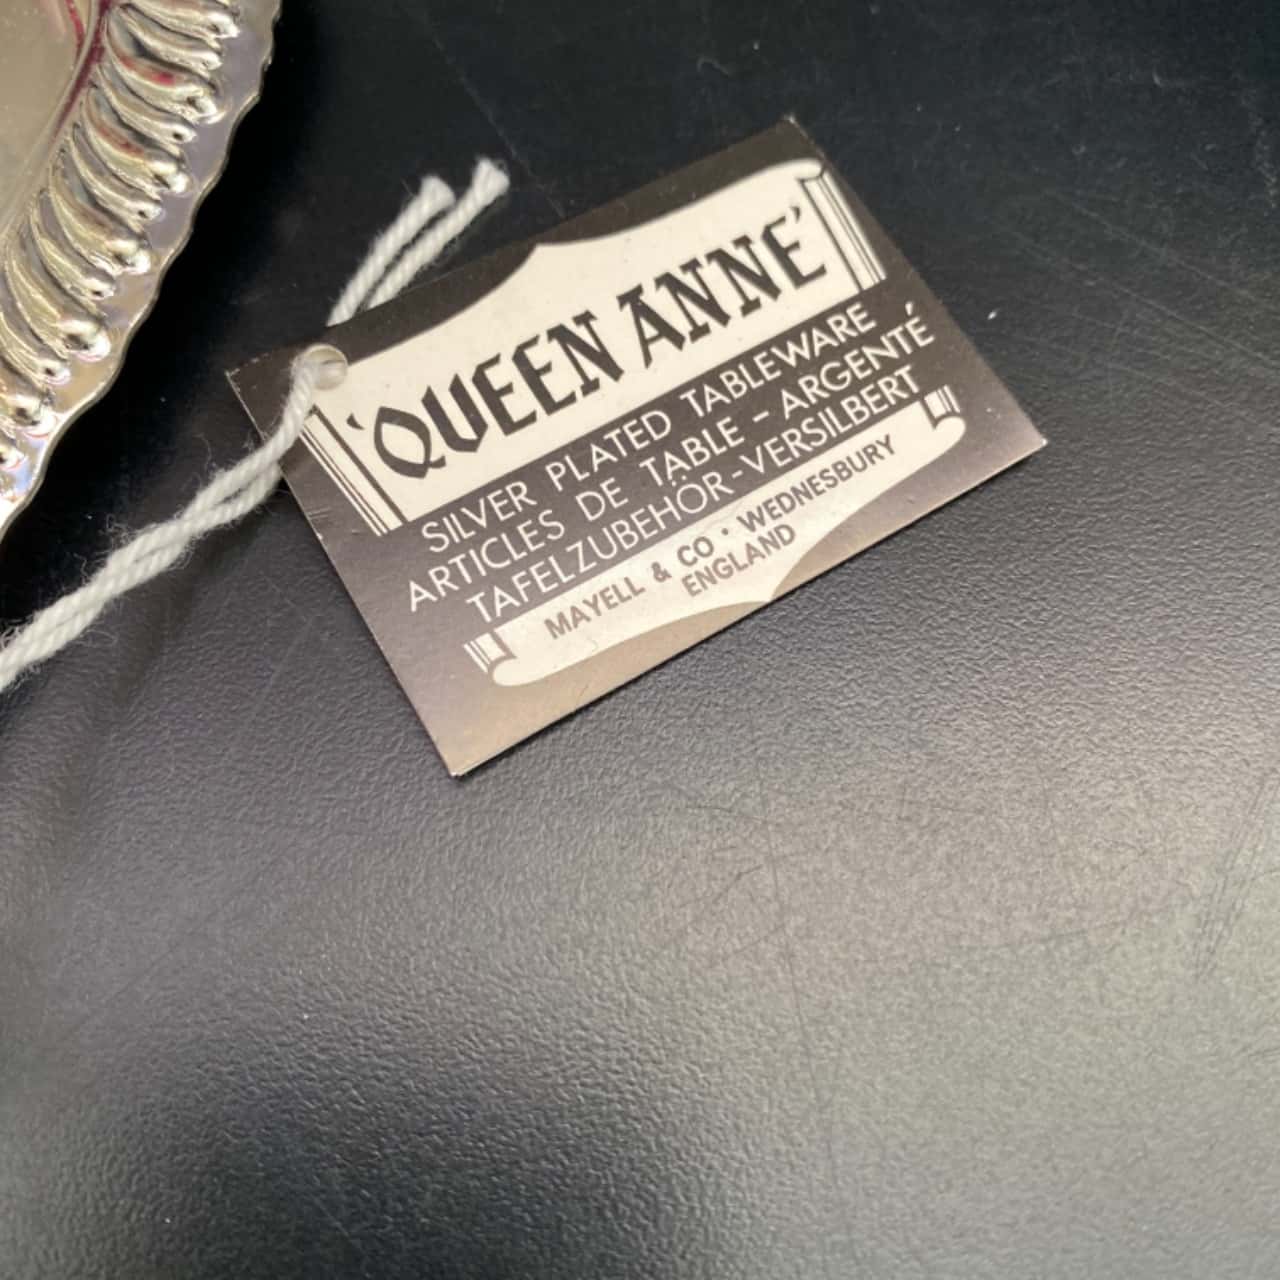 'QUEEN ANNE'
SILVER PLATED TABLEWARE
ARTICLES DE TABLE - ARGENTÉ
TAFELZUBEHÖR - VERSILBERT
MAYELL & CO · WEDNESBURY
ENGLAND